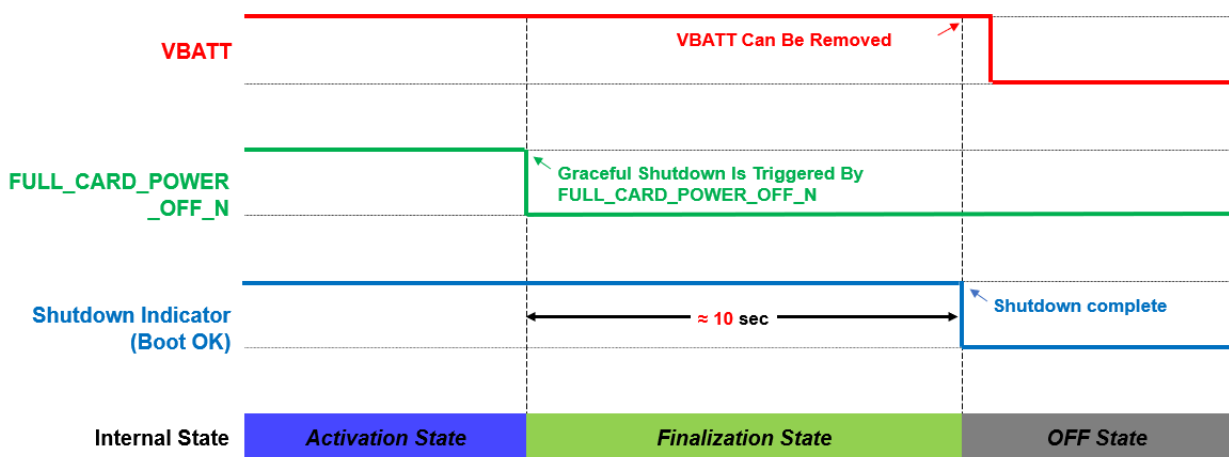 VBATT
VBATT Can Be Removed
FULL_CARD_POWER
_OFF_N
Graceful Shutdown Is Triggered By
FULL_CARD_POWER_OFF_N
Shutdown Indicator
(Boot OK)
≈ 10 sec
Shutdown complete
Internal State
Activation State
Finalization State
OFF State